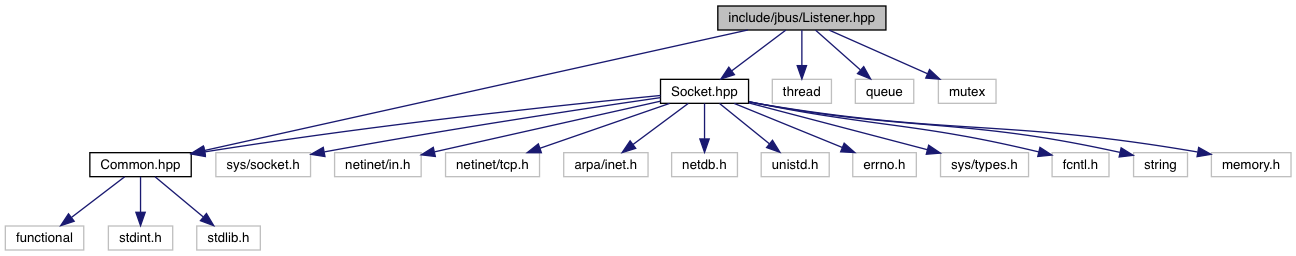 include/jbus/Listener.hpp
Socket.hpp
thread
queue
mutex
Common.hpp
sys/socket.h
netinet/in.h
netinet/tcp.h
arpa/inet.h
netdb.h
unistd.h
errno.h
sys/types.h
fcntl.h
string
memory.h
functional
stdint.h
stdlib.h